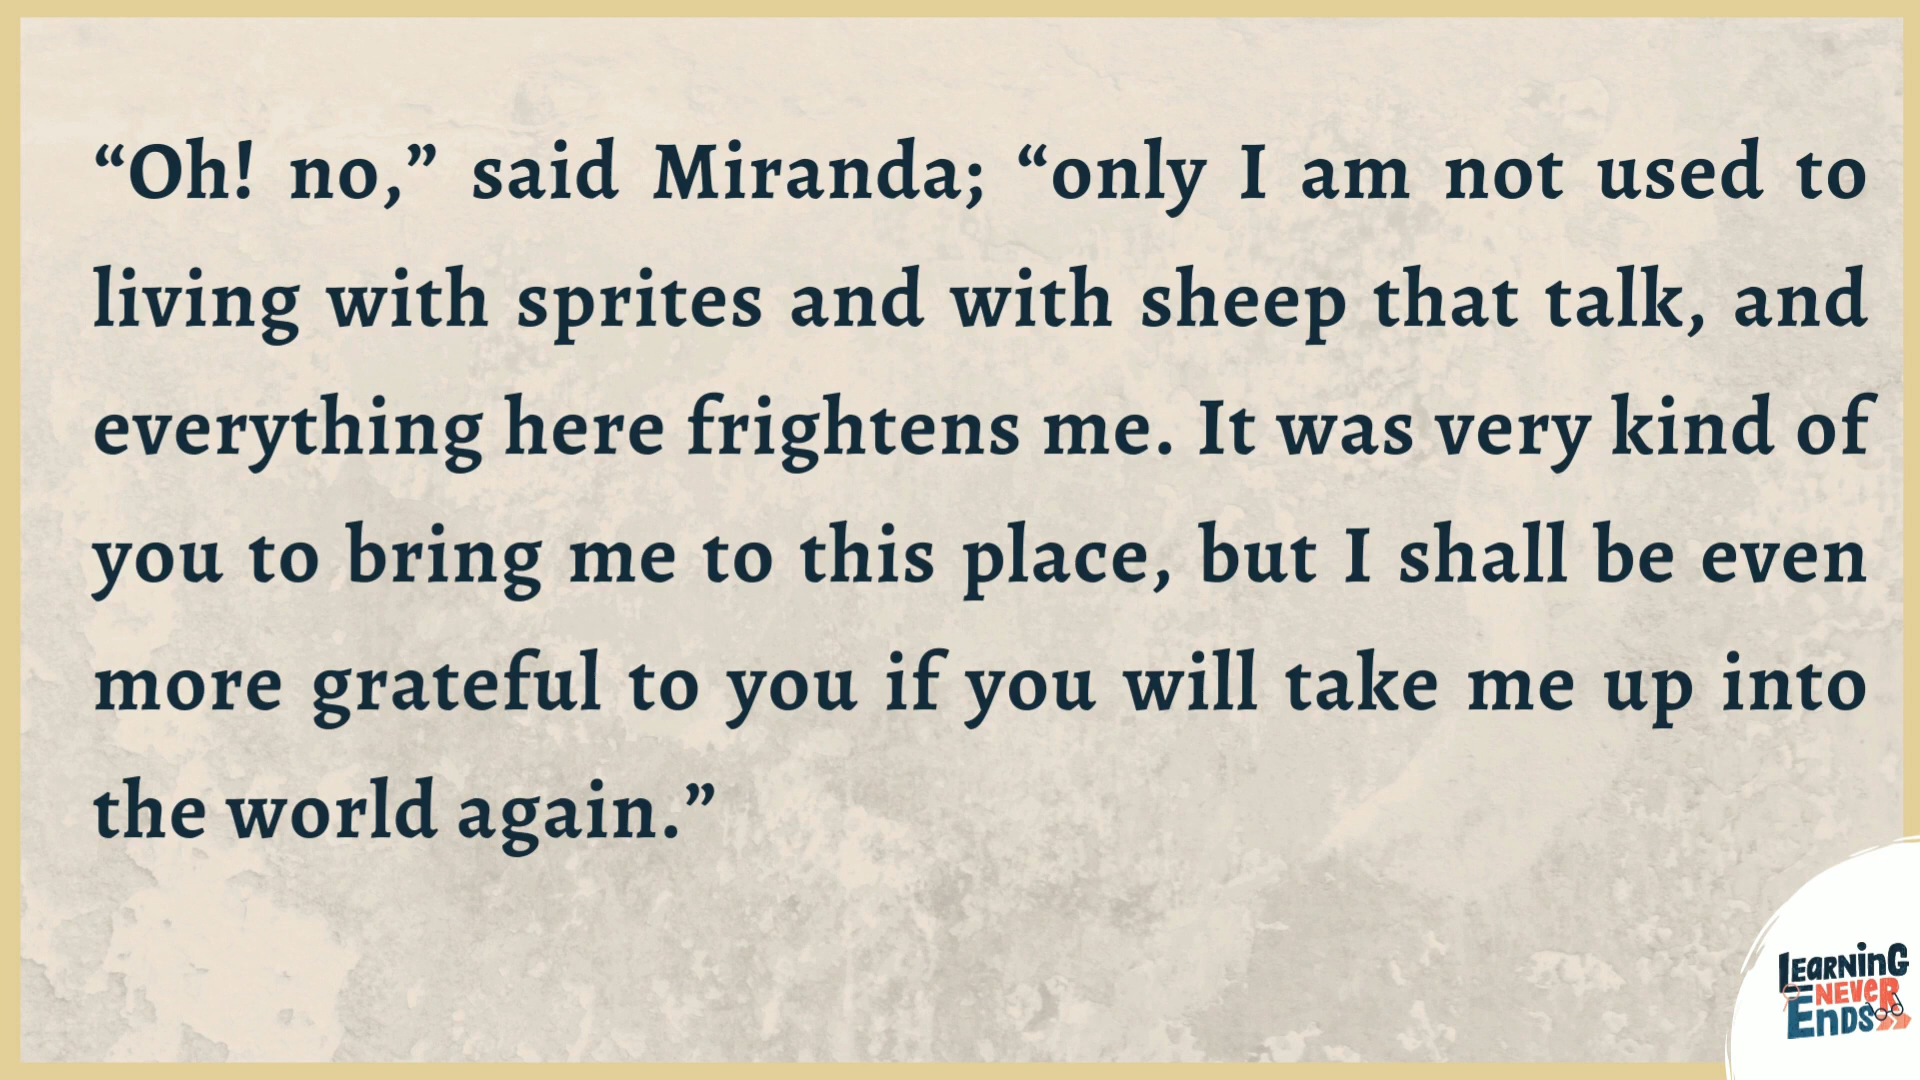 “Oh! no,” said Miranda; “only I am not used to
living with sprites and with sheep that talk, and
everything here frightens me. It was very kind of
you to bring me to this place, but I shall be even
more grateful to you if you will take me up into
the world again.”
LEARNING
NEVER
ENDS